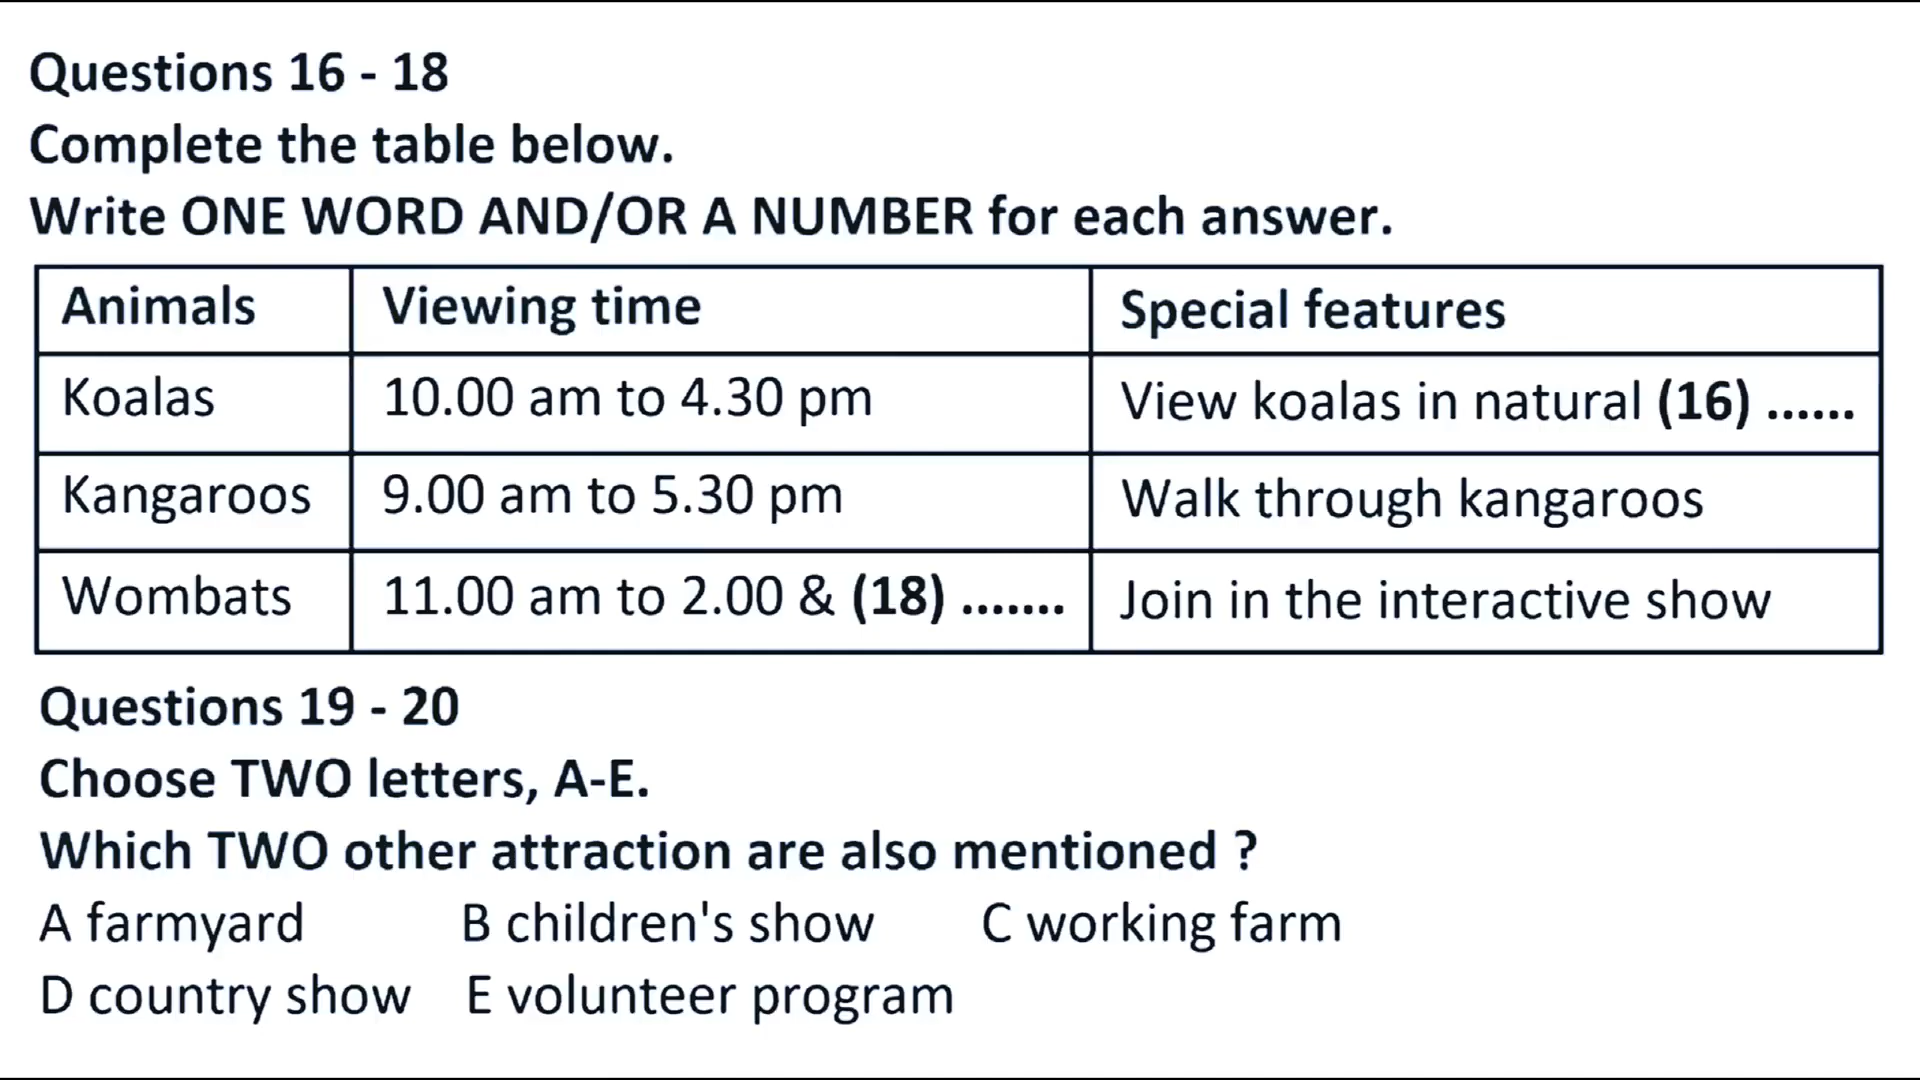 Questions 16 - 18
Complete the table below.
Write ONE WORD AND/OR A NUMBER for each answer.
Animals Viewing time Special features
Koalas 10.00 am to 4.30 pm View koalas in natural (16) ......
Kangaroos 9.00 am to 5.30 pm Walk through kangaroos
Wombats 11.00 am to 2.00 & (18) ....... Join in the interactive show
Questions 19 - 20
Choose TWO letters, A-E.
Which TWO other attraction are also mentioned ?
A farmyard B children's show C working farm
D country show E volunteer program